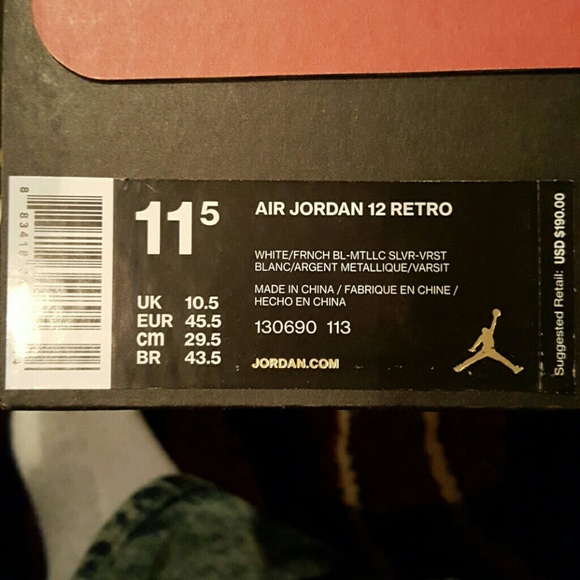 8 83418
11⁵
AIR JORDAN 12 RETRO
WHITE/FRNCH BL-MTLLC SLVR-VRST
BLANC/ARGENT METALLIQUE/VARSIT
MADE IN CHINA / FABRIQUE EN CHINE /
HECHO EN CHINA
130690 113
JORDAN.COM
UK 10.5
EUR 45.5
cm 29.5
BR 43.5
Suggested Retail: USD $190.00